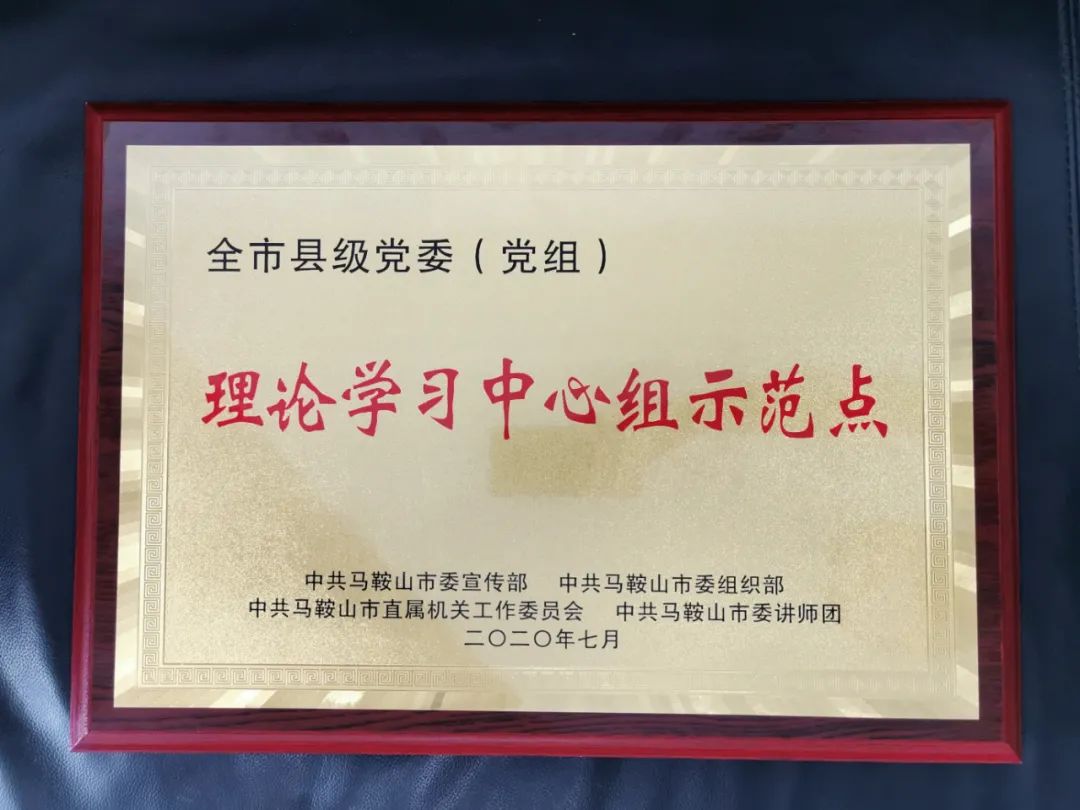 全市县级党委（党组）
理论学习中心组示范点
中共马鞍山市委宣传部 中共马鞍山市委组织部
中共马鞍山市直属机关工作委员会 中共马鞍山市委讲师团
二〇二〇年七月